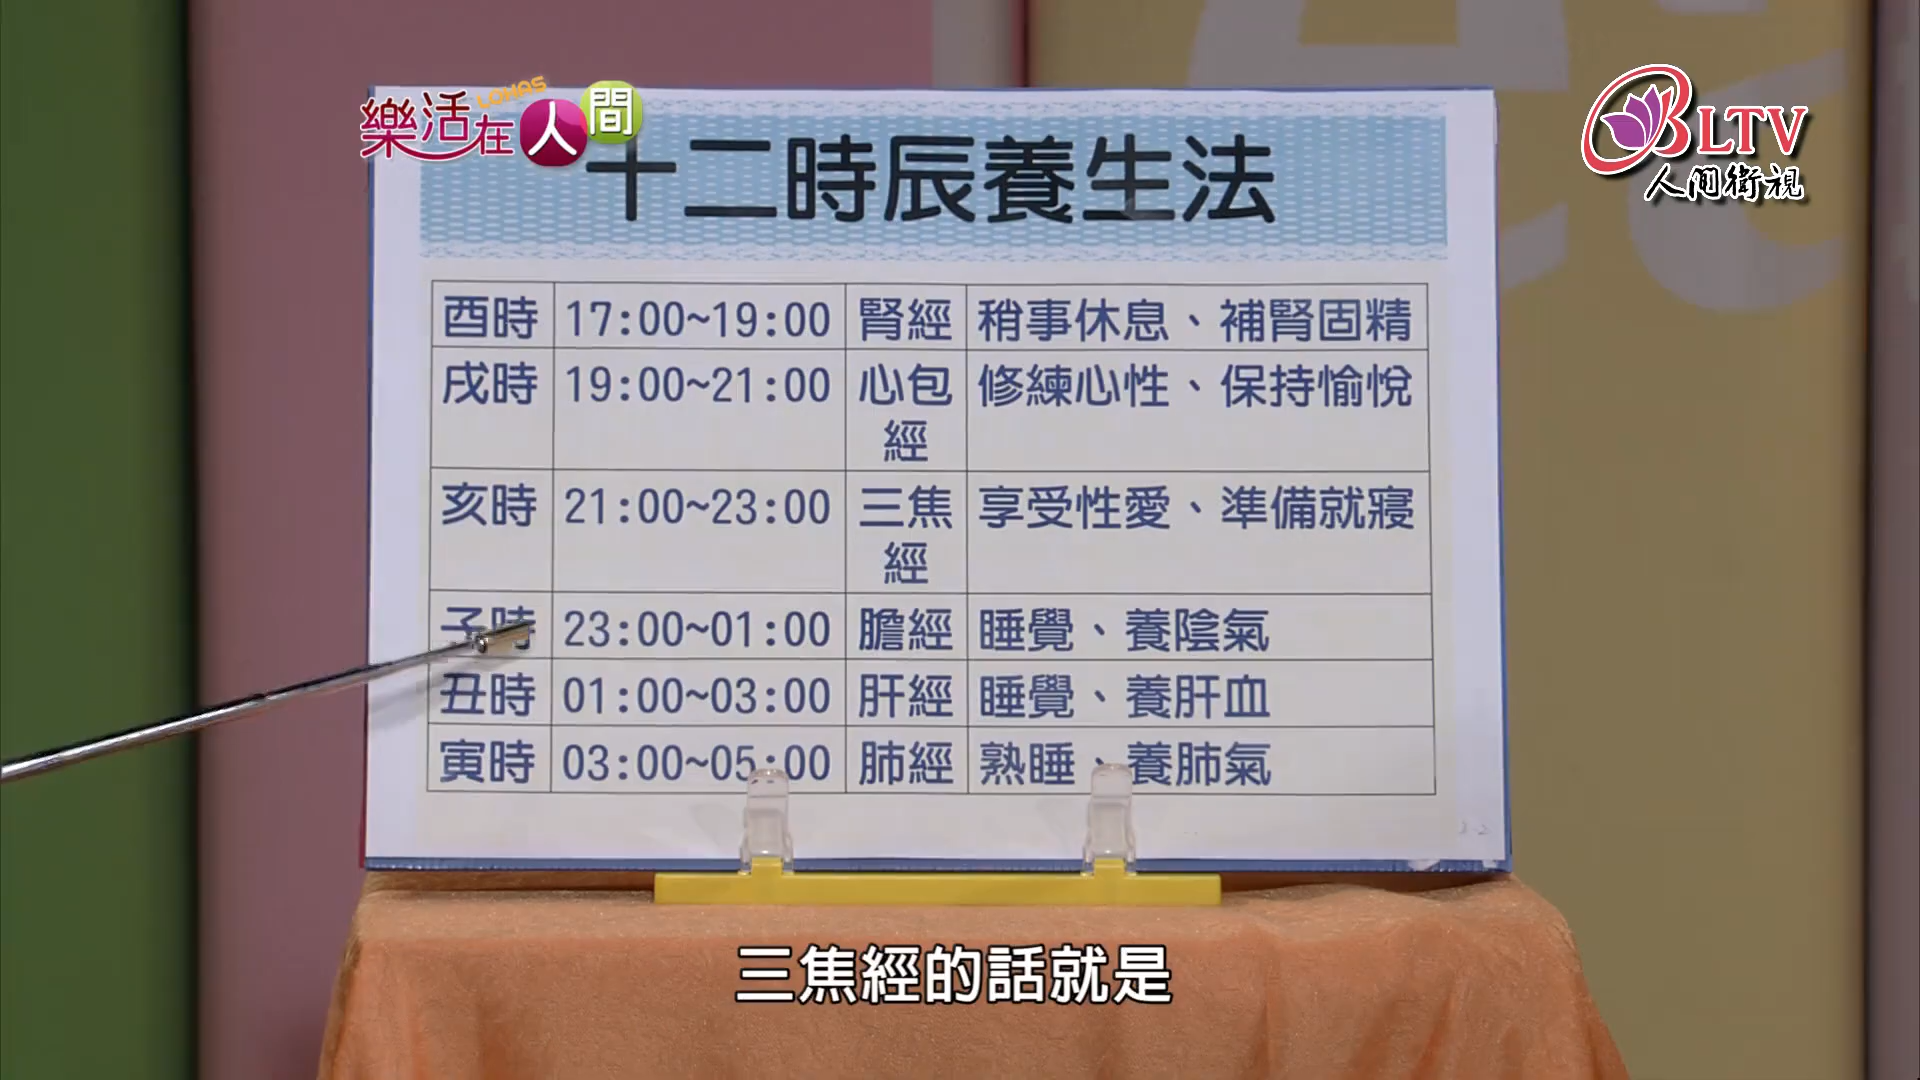 樂活在人間
LOHAS
BLTV
人間衛視
十二時辰養生法
酉時 17:00~19:00 腎經 稍事休息、補腎固精
戌時 19:00~21:00 心包經 修練心性、保持愉悅
亥時 21:00~23:00 三焦經 享受性愛、準備就寢
子時 23:00~01:00 膽經 睡覺、養陰氣
丑時 01:00~03:00 肝經 睡覺、養肝血
寅時 03:00~05:00 肺經 熟睡、養肺氣
三焦經的話就是